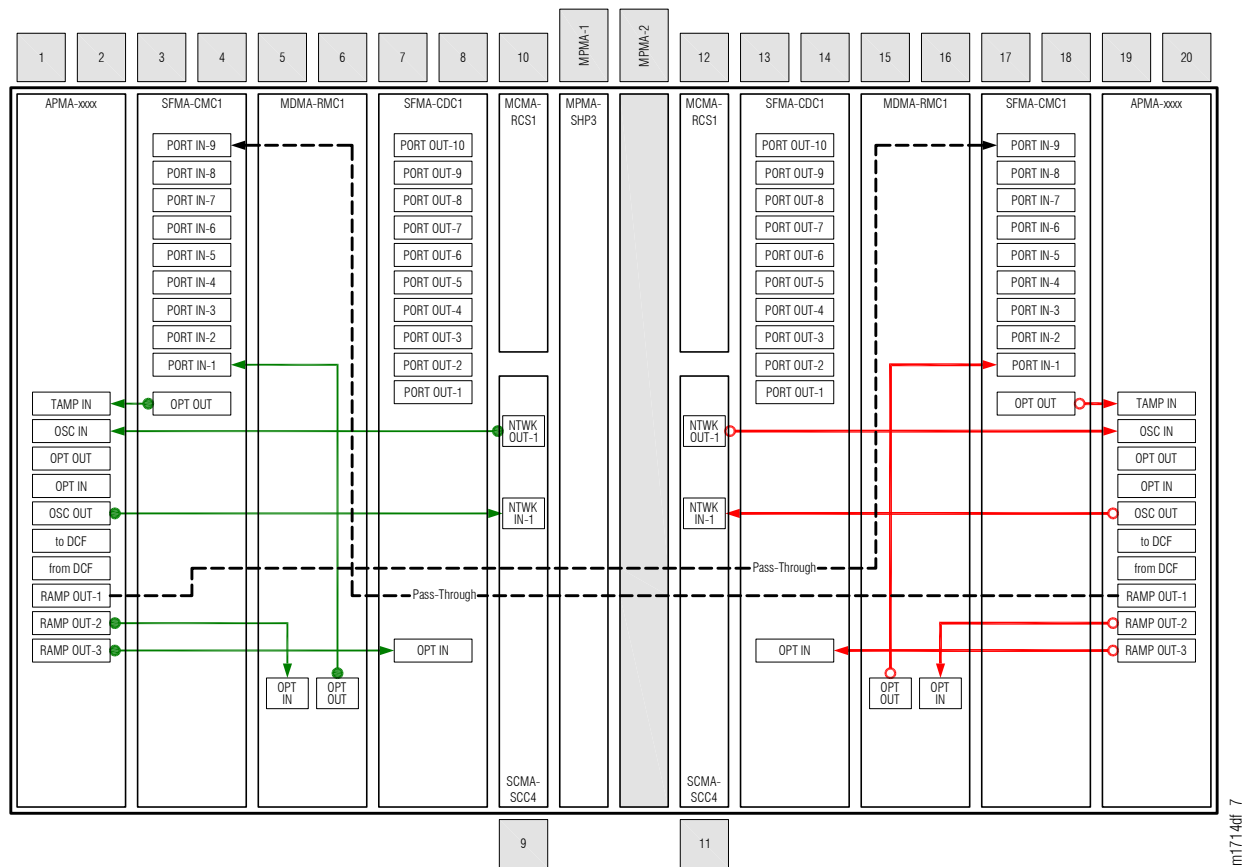 1
2
3
4
5
6
7
8
10
MPMA-1
MPMA-2
12
13
14
15
16
17
18
19
20
APMA-xxxx
SFMA-CMC1
MDMA-RMC1
SFMA-CDC1
MCMA-
RCS1
MPMA-
SHP3
MCMA-
RCS1
SFMA-CDC1
MDMA-RMC1
SFMA-CMC1
APMA-xxxx
PORT IN-9
PORT OUT-10
PORT OUT-10
PORT IN-9
PORT IN-8
PORT OUT-9
PORT OUT-9
PORT IN-8
PORT IN-7
PORT OUT-8
PORT OUT-8
PORT IN-7
PORT IN-6
PORT OUT-7
PORT OUT-7
PORT IN-6
PORT IN-5
PORT OUT-6
PORT OUT-6
PORT IN-5
PORT IN-4
PORT OUT-5
PORT OUT-5
PORT IN-4
PORT IN-3
PORT OUT-4
PORT OUT-4
PORT IN-3
PORT IN-2
PORT OUT-3
PORT OUT-3
PORT IN-2
PORT IN-1
PORT OUT-2
PORT OUT-2
PORT IN-1
PORT OUT-1
PORT OUT-1
TAMP IN
OPT OUT
OPT OUT
TAMP IN
OSC IN
NTWK
OUT-1
NTWK
OUT-1
OSC IN
OPT OUT
OPT OUT
OPT IN
OPT IN
OSC OUT
NTWK
IN-1
NTWK
IN-1
OSC OUT
to DCF
to DCF
from DCF
Pass-Through
from DCF
RAMP OUT-1
Pass-Through
RAMP OUT-1
RAMP OUT-2
RAMP OUT-2
RAMP OUT-3
OPT IN
OPT IN
RAMP OUT-3
OPT
IN
OPT
OUT
OPT
OUT
OPT
IN
SCMA-
SCC4
SCMA-
SCC4
9
11
m1714df_7